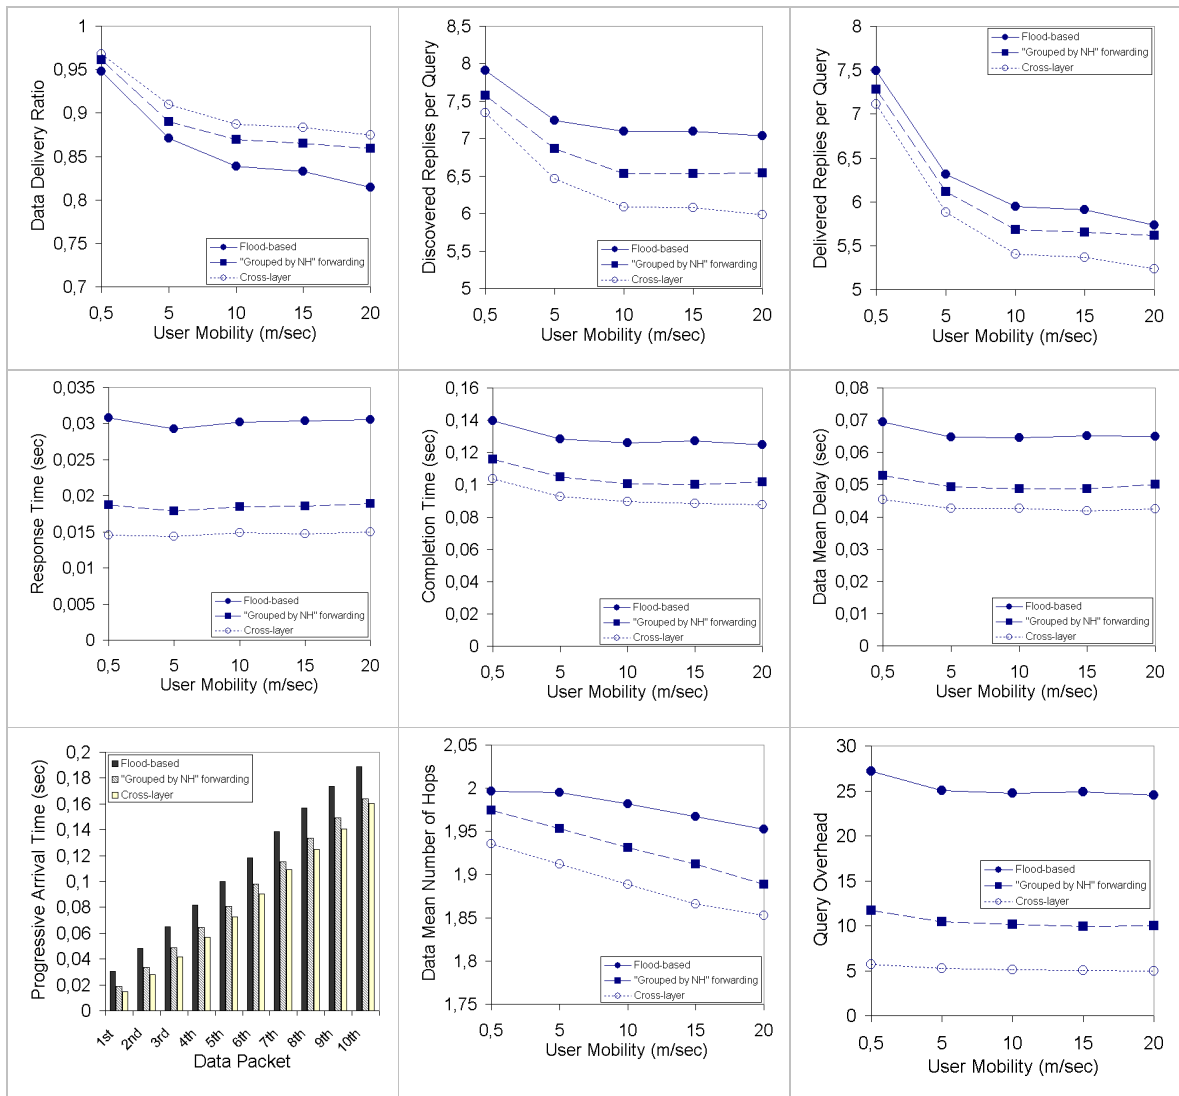 Data Delivery Ratio
1
0,95
0,9
0,85
0,8
0,75
0,7
Flood-based
"Grouped by NH" forwarding
Cross-layer
0,5 5 10 15 20
User Mobility (m/sec)
Discovered Replies per Query
8
7,5
7
6,5
6
5,5
5
Flood-based
"Grouped by NH" forwarding
Cross-layer
0,5 5 10 15 20
User Mobility (m/sec)
Delivered Replies per Query
8
7,5
7
6,5
6
5,5
5
Flood-based
"Grouped by NH" forwarding
Cross-layer
0,5 5 10 15 20
User Mobility (m/sec)
Response Time (sec)
0,035
0,03
0,025
0,02
0,015
0,01
0,005
0
Flood-based
"Grouped by NH" forwarding
Cross-layer
0,5 5 10 15 20
User Mobility (m/sec)
Completion Time (sec)
0,16
0,14
0,12
0,1
0,08
0,06
0,04
0,02
0
Flood-based
"Grouped by NH" forwarding
Cross-layer
0,5 5 10 15 20
User Mobility (m/sec)
Data Mean Delay (sec)
0,08
0,07
0,06
0,05
0,04
0,03
0,02
0,01
0
Flood-based
"Grouped by NH" forwarding
Cross-layer
0,5 5 10 15 20
User Mobility (m/sec)
Progressive Arrival Time (sec)
0,2
0,18
0,16
0,14
0,12
0,1
0,08
0,06
0,04
0,02
0
Flood-based
"Grouped by NH" forwarding
Cross-layer
1st 2nd 3rd 4th 5th 6th 7th 8th 9th 10th
Data Packet
Data Mean Number of Hops
2,05
2
1,95
1,9
1,85
1,8
1,75
Flood-based
"Grouped by NH" forwarding
Cross-layer
0,5 5 10 15 20
User Mobility (m/sec)
Query Overhead
30
25
20
15
10
5
0
Flood-based
"Grouped by NH" forwarding
Cross-layer
0,5 5 10 15 20
User Mobility (m/sec)